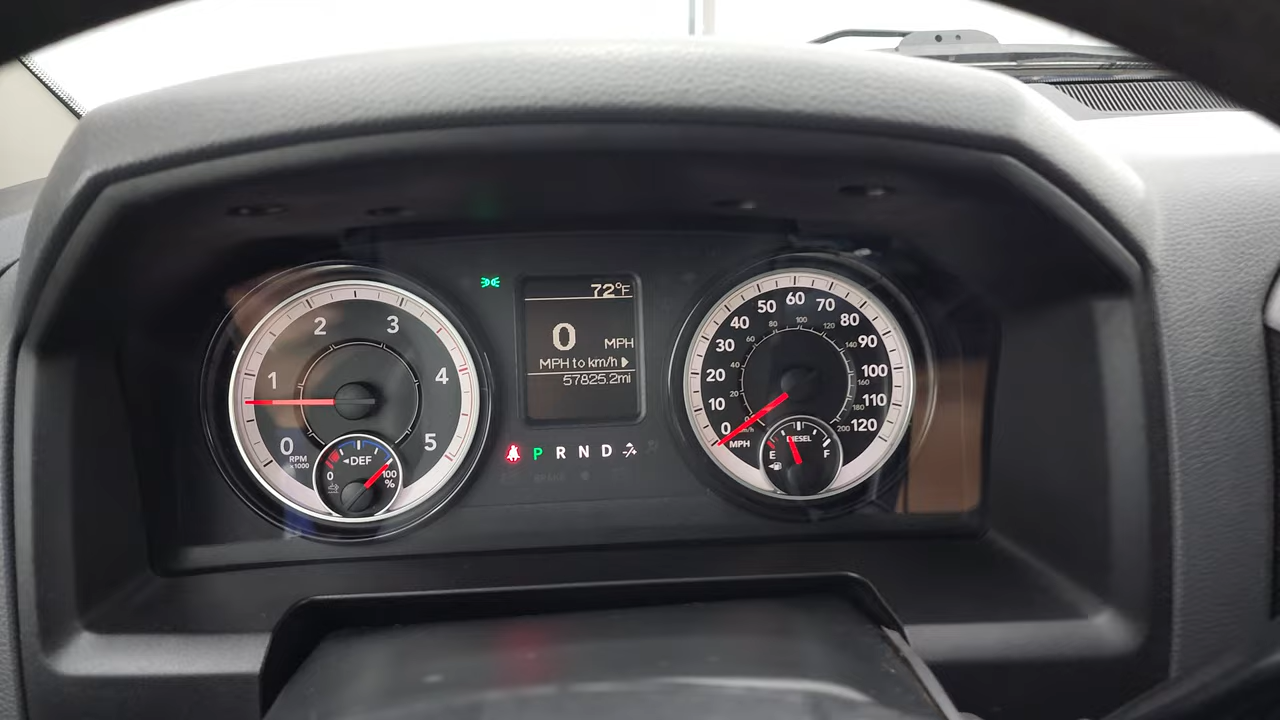 72°F
0 MPH
MPH to km/h
57825.2mi
0 1 2 3 4 5
RPM
x1000
DEF
0 100
%
P R N D
0 10 20 30 40 50 60 70 80 90 100 110 120
20 40 60 80 100 120 140 160 180 200
MPH
km/h
DIESEL
E F